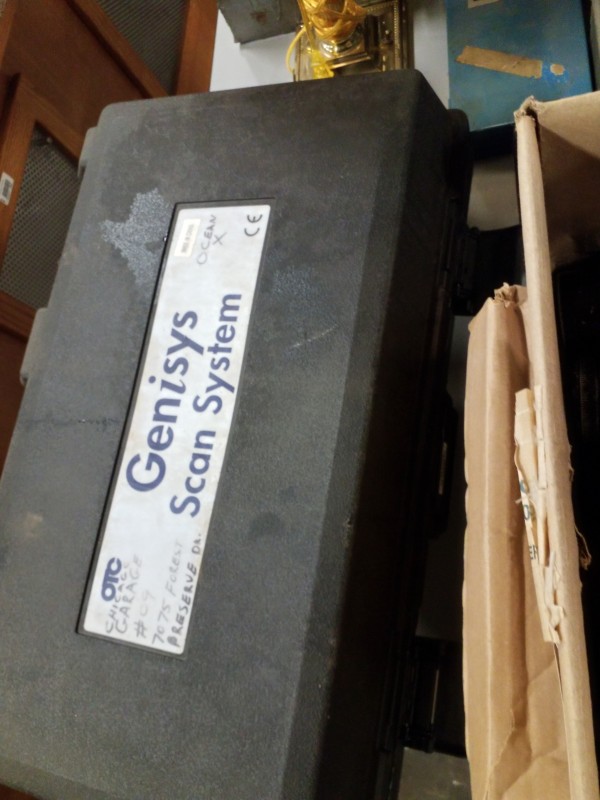 Genisys
Scan System
OTC
CHICAGO
GARAGE
#09
7075 FOREST
PRESERVE DR.
OCEAN
X
CE